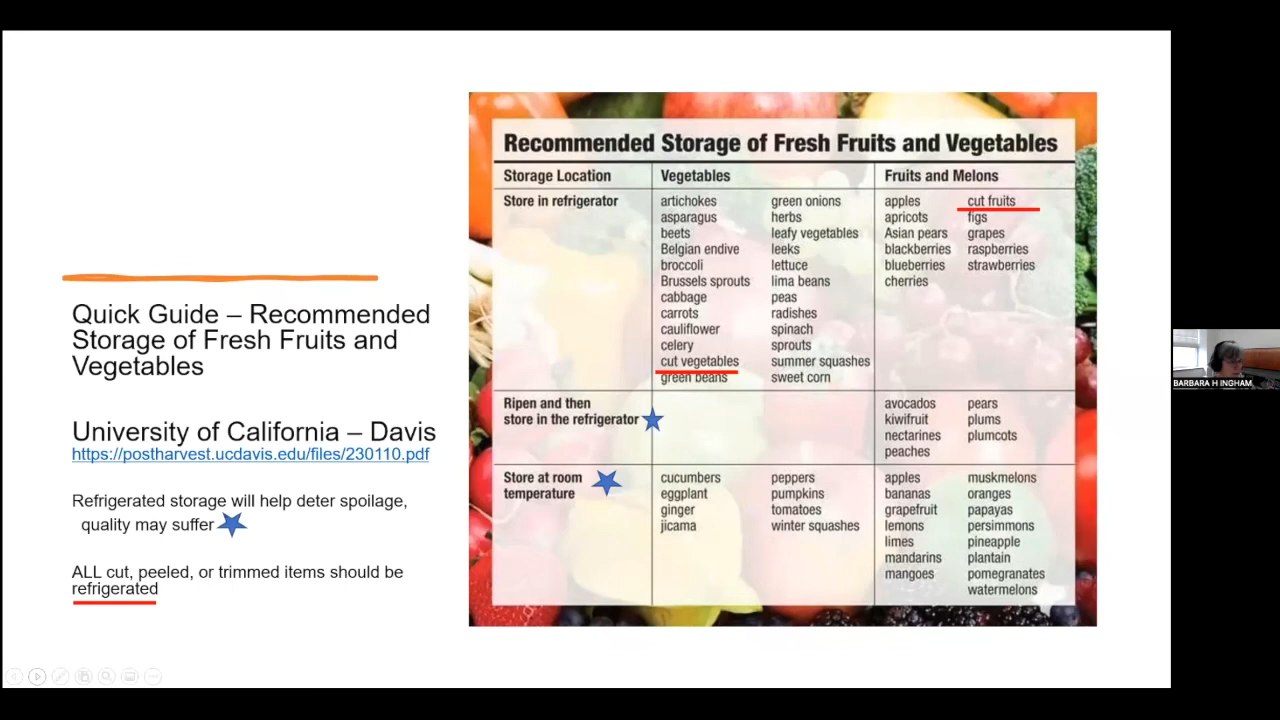 Quick Guide – Recommended
Storage of Fresh Fruits and
Vegetables
University of California – Davis
https://postharvest.ucdavis.edu/files/230110.pdf
Refrigerated storage will help deter spoilage,
quality may suffer
ALL cut, peeled, or trimmed items should be
refrigerated
Recommended Storage of Fresh Fruits and Vegetables
Storage Location Vegetables Fruits and Melons
Store in refrigerator artichokes green onions apples cut fruits
asparagus herbs apricots figs
beets leafy vegetables Asian pears grapes
Belgian endive leeks blackberries raspberries
broccoli lettuce blueberries strawberries
Brussels sprouts lima beans cherries
cabbage peas
carrots radishes
cauliflower spinach
celery sprouts
cut vegetables summer squashes
green beans sweet corn
Ripen and then avocados pears
store in the refrigerator kiwifruit plums
nectarines plumcots
peaches
Store at room cucumbers peppers apples muskmelons
temperature eggplant pumpkins bananas oranges
ginger tomatoes grapefruit papayas
jicama winter squashes lemons persimmons
limes pineapple
mandarins plantain
mangoes pomegranates
watermelons
BARBARA H INGHAM